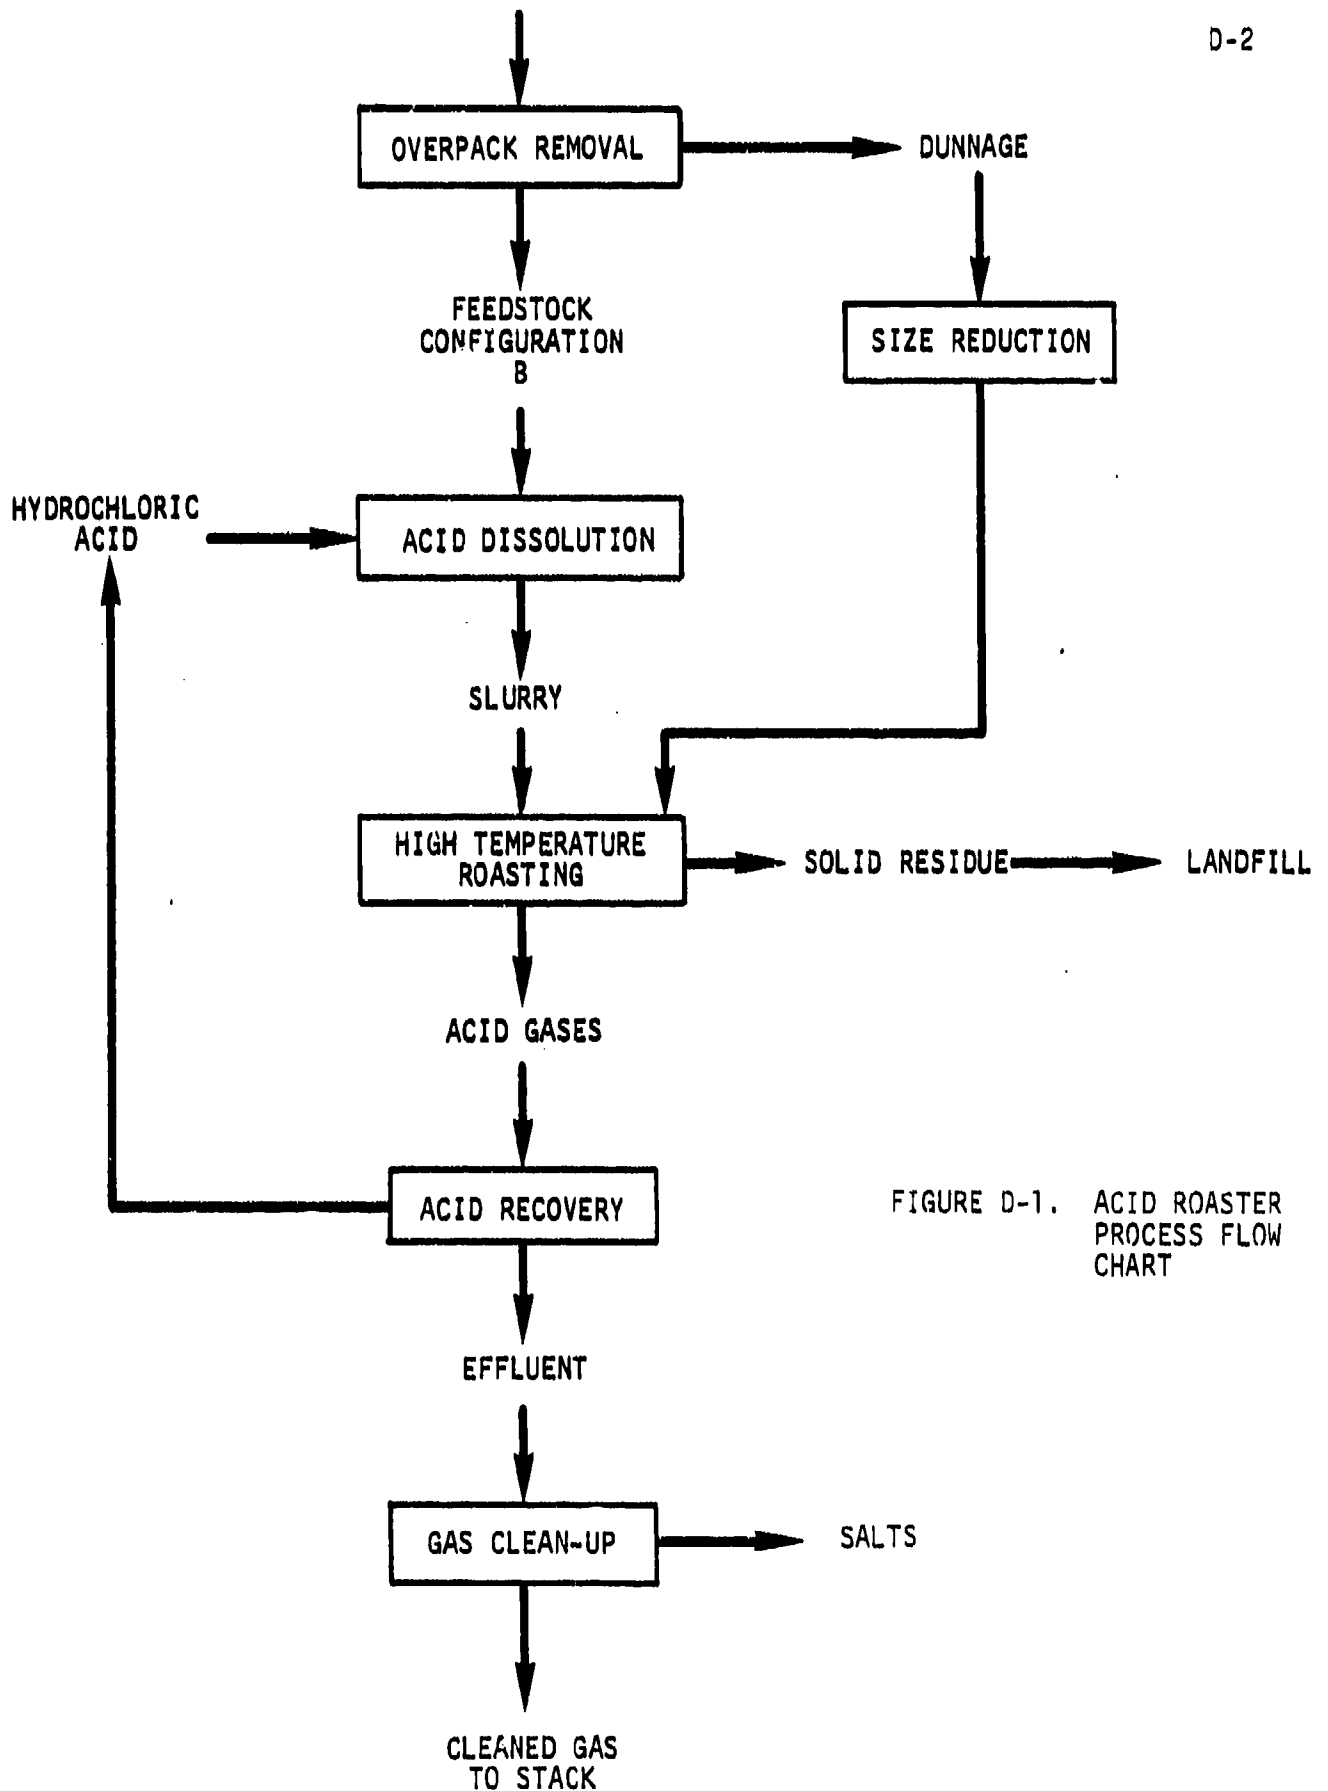 D-2
OVERPACK REMOVAL
DUNNAGE
FEEDSTOCK
CONFIGURATION
B
SIZE REDUCTION
HYDROCHLORIC
ACID
ACID DISSOLUTION
SLURRY
HIGH TEMPERATURE
ROASTING
SOLID RESIDUE
LANDFILL
ACID GASES
ACID RECOVERY
FIGURE D-1. ACID ROASTER
PROCESS FLOW
CHART
EFFLUENT
GAS CLEAN-UP
SALTS
CLEANED GAS
TO STACK